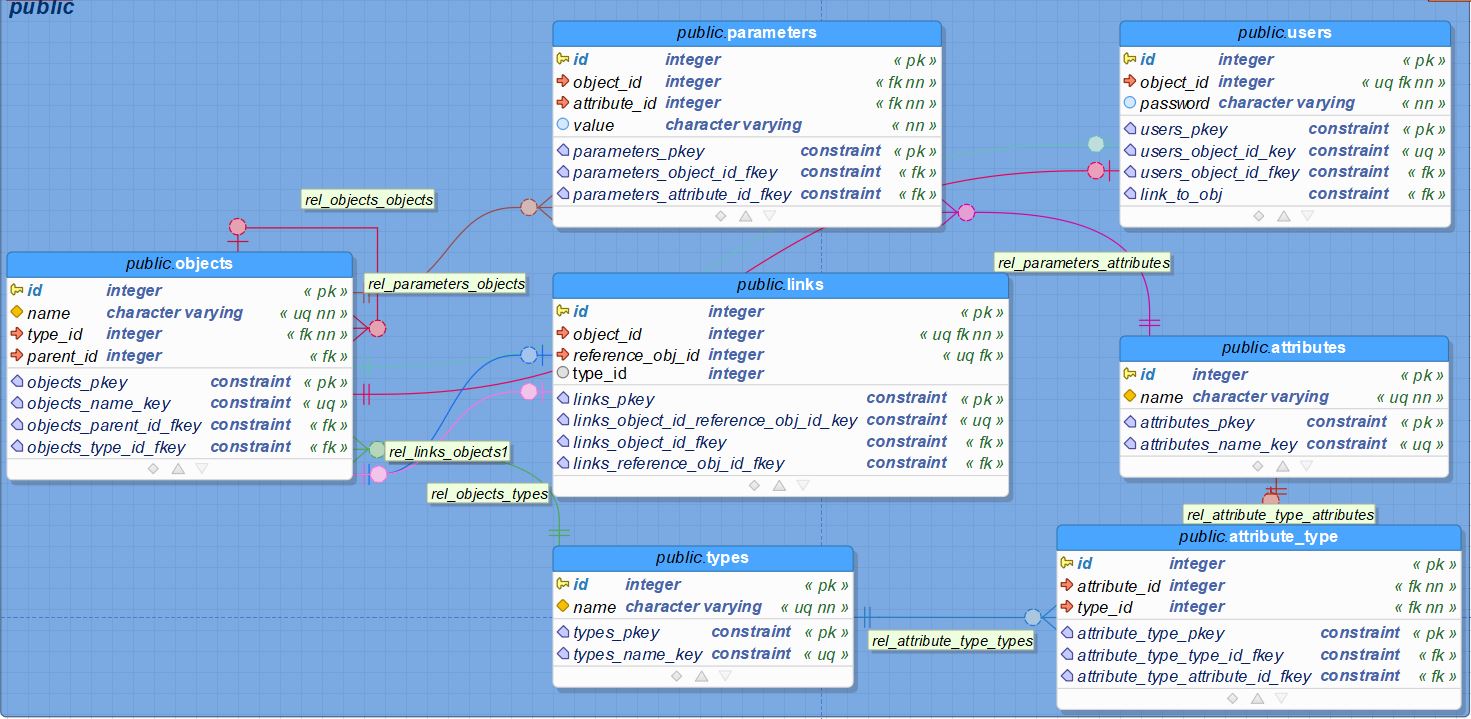 public
public.parameters
id integer « pk »
object_id integer « fk nn »
attribute_id integer « fk nn »
value character varying « nn »
parameters_pkey constraint « pk »
parameters_object_id_fkey constraint « fk »
parameters_attribute_id_fkey constraint « fk »
public.users
id integer « pk »
object_id integer « uq fk nn »
password character varying « nn »
users_pkey constraint « pk »
users_object_id_key constraint « uq »
users_object_id_fkey constraint « fk »
link_to_obj constraint « fk »
rel_objects_objects
public.objects
id integer « pk »
name character varying « uq nn »
type_id integer « fk nn »
parent_id integer « fk »
objects_pkey constraint « pk »
objects_name_key constraint « uq »
objects_parent_id_fkey constraint « fk »
objects_type_id_fkey constraint « fk »
rel_parameters_objects
rel_parameters_attributes
public.links
id integer « pk »
object_id integer « uq fk nn »
reference_obj_id integer « uq fk »
type_id integer
links_pkey constraint « pk »
links_object_id_reference_obj_id_key constraint « uq »
links_object_id_fkey constraint « fk »
links_reference_obj_id_fkey constraint « fk »
public.attributes
id integer « pk »
name character varying « uq nn »
attributes_pkey constraint « pk »
attributes_name_key constraint « uq »
rel_links_objects1
rel_objects_types
rel_attribute_type_attributes
public.types
id integer « pk »
name character varying « uq nn »
types_pkey constraint « pk »
types_name_key constraint « uq »
rel_attribute_type_types
public.attribute_type
id integer « pk »
attribute_id integer « fk nn »
type_id integer « fk nn »
attribute_type_pkey constraint « pk »
attribute_type_type_id_fkey constraint « fk »
attribute_type_attribute_id_fkey constraint « fk »